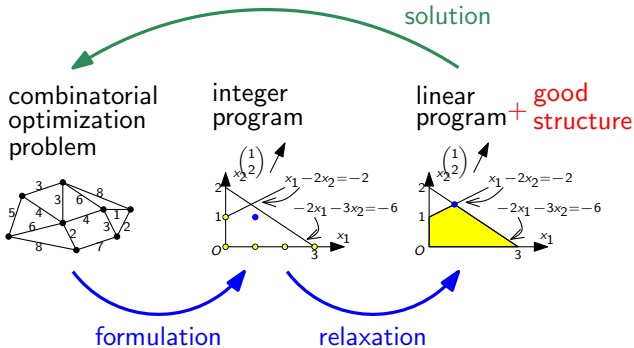 solution
combinatorial
optimization
problem
integer
program
linear
program
+
good
structure
3
8
3
6
5
4
4
1
6
3
2
2
8
7
(1
2)
x2
2
x1−2x2=−2
1
−2x1−3x2=−6
x1
O
3
(1
2)
x2
2
x1−2x2=−2
1
−2x1−3x2=−6
x1
O
3
formulation
relaxation